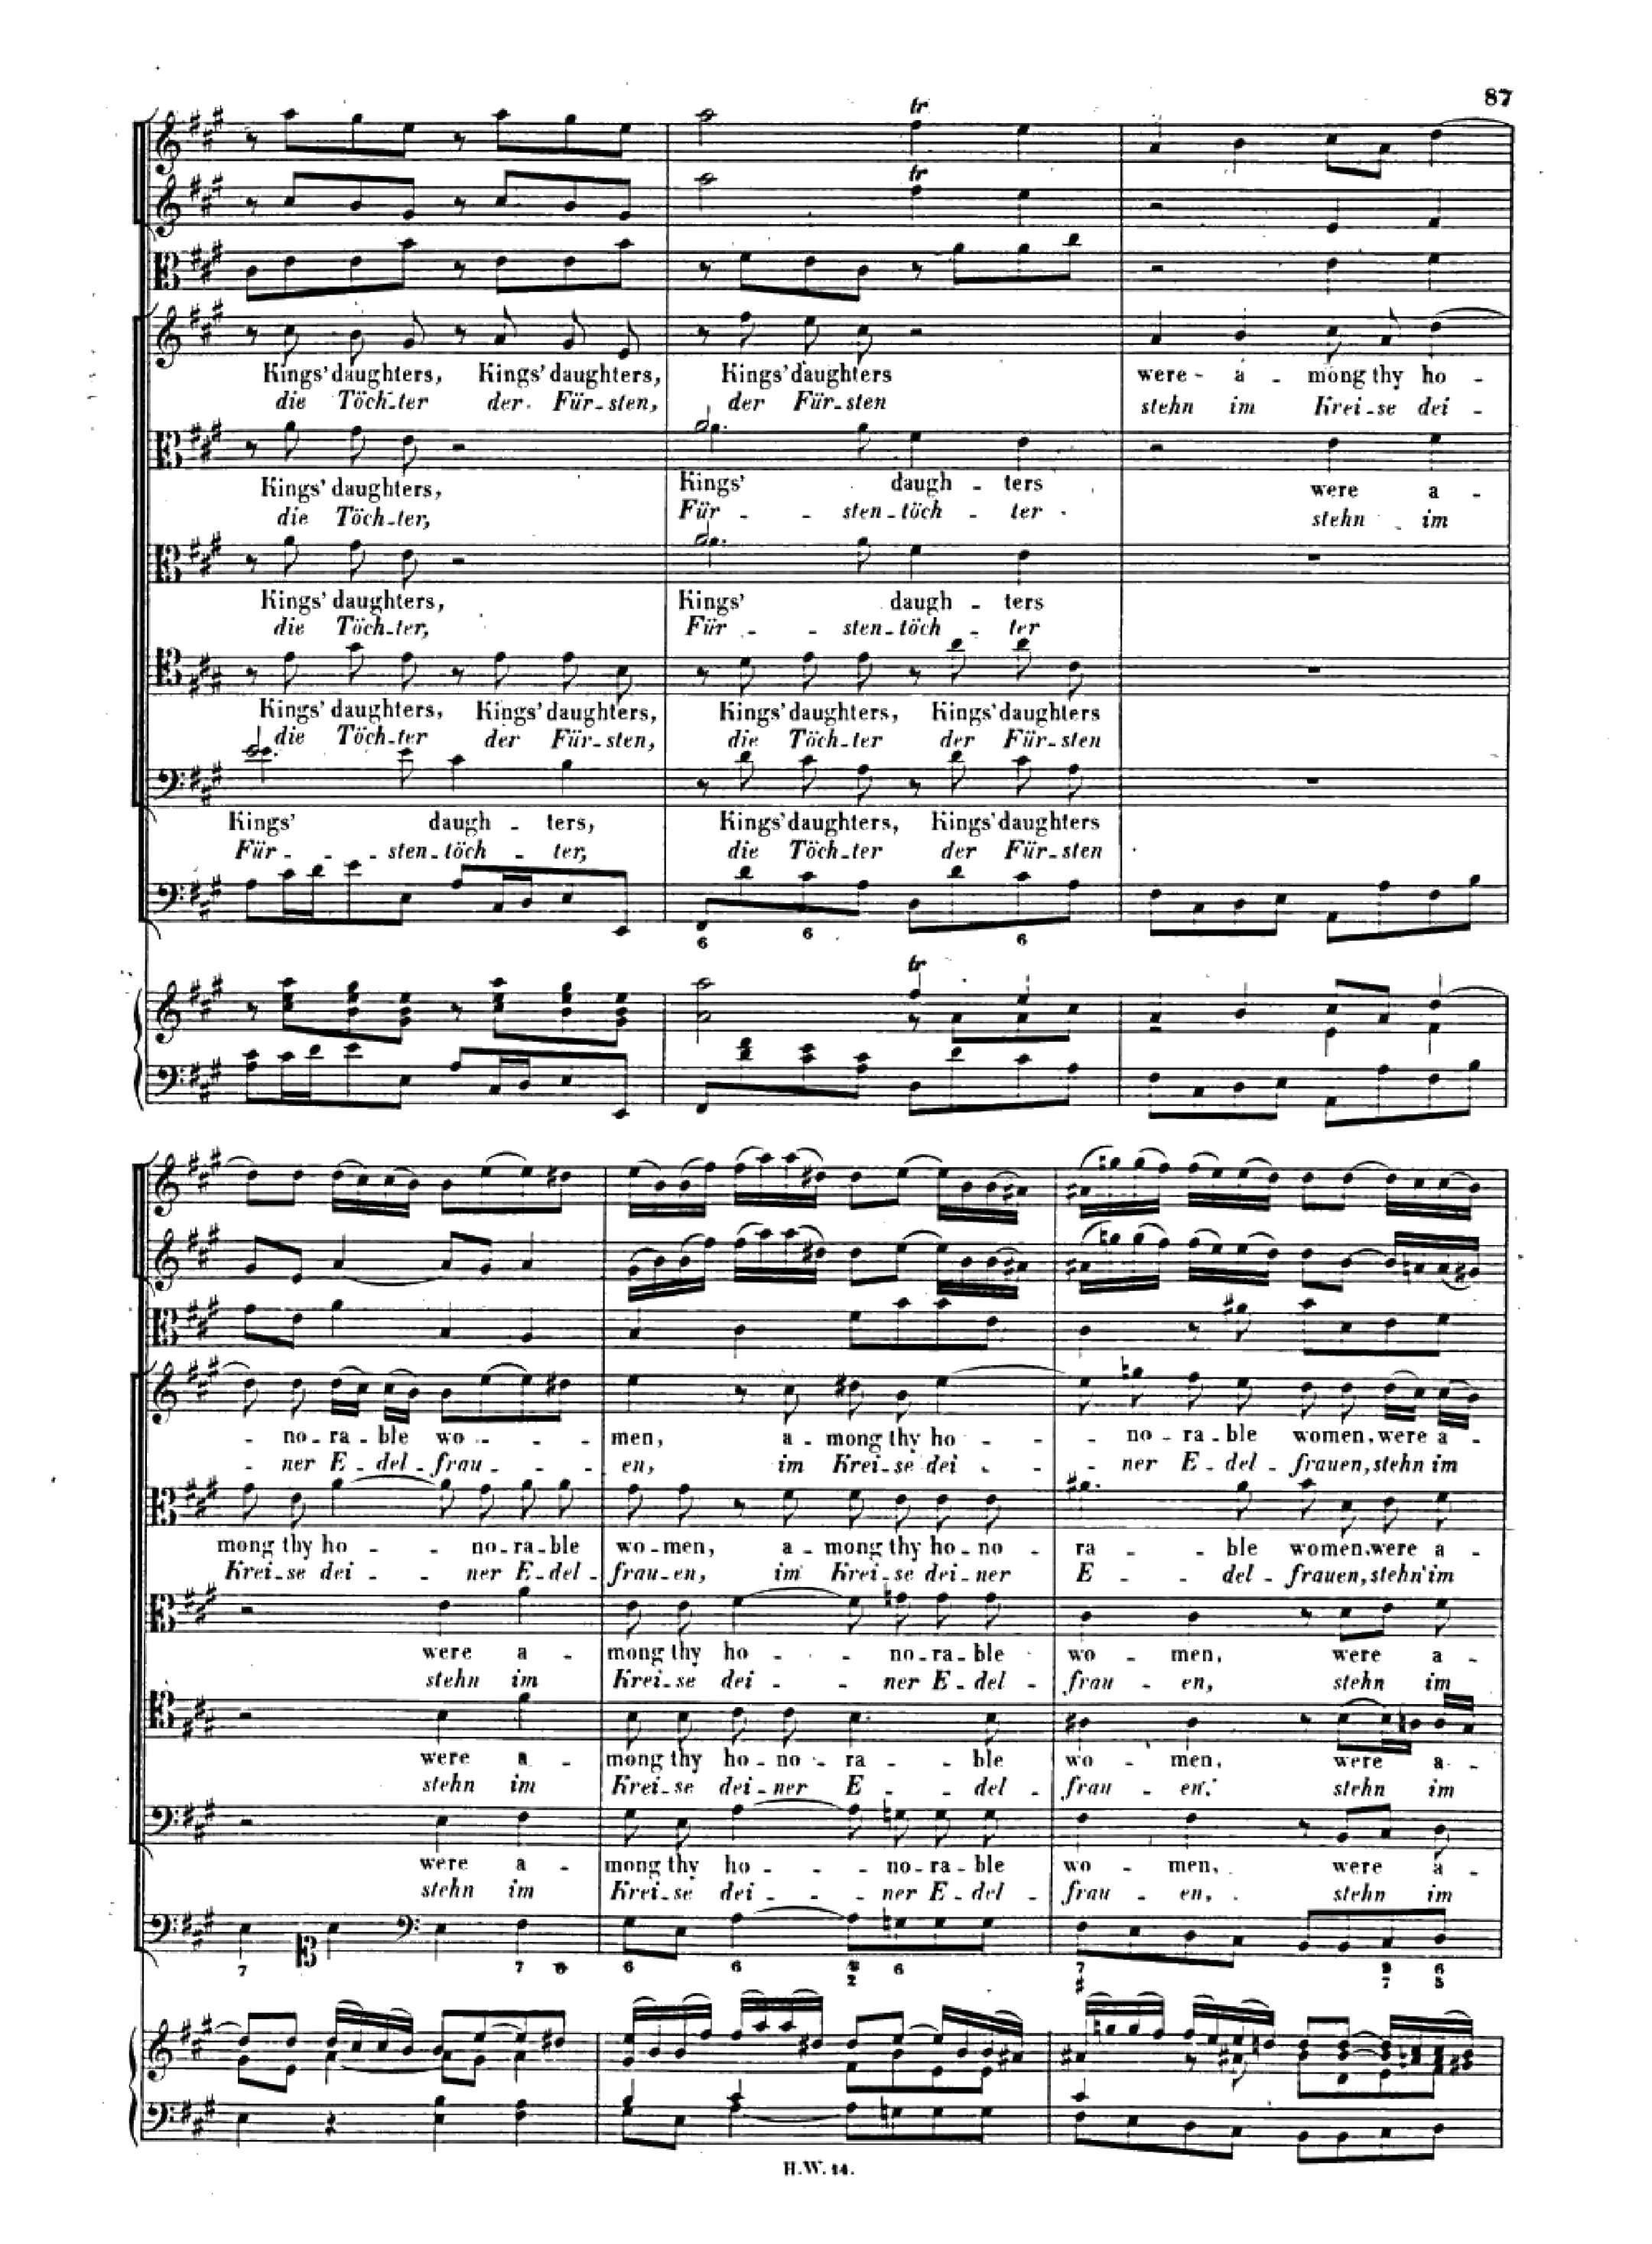 87
tr
tr
Kings' daughters, Kings' daughters, Kings' daughters were - a - mong thy ho -
die Töch-ter der Für-sten, der Für-sten stehn im Krei-se dei -
Kings' daughters, Kings' daugh - ters were a -
die Töch-ter, Für - - sten-töch - ter stehn - im
Kings' daughters, Kings' daugh - ters
die Töch-ter, Für - - sten-töch - ter
Kings' daughters, Kings' daughters, Kings' daughters, Kings' daughters
die Töch-ter der Für-sten, die Töch-ter der Für-sten
Kings' daugh - ters, Kings' daughters, Kings' daughters
Für - - - sten-töch - ter, die Töch-ter der Für-sten
6 6 6
tr
- no-ra-ble wo - - - men, a - mong thy ho - - - no - ra-ble women, were a -
- ner E-del-frau - - - en, im Krei-se dei - - - ner E-del-frauen, stehn im
mong thy ho - - no-ra-ble wo-men, a - mong thy ho-no - ra - - ble women, were a -
Krei-se dei - - ner E-del-frau-en, im Krei-se dei-ner E - - del-frauen, stehn im
were a - mong thy ho - - - no-ra-ble wo - men, were a -
stehn im Krei-se dei - - ner E-del - frau - en, stehn im
were a - mong thy ho-no - ra - - ble wo - men, were a -
stehn im Krei-se dei-ner E - - del - frau - en. stehn im
were a - mong thy ho - - - no-ra-ble wo - men, were a -
stehn im Krei-se dei - - - ner E-del - frau - en, stehn im
7 7 6 6 6 2 6 7 7 6
H.W. 14.